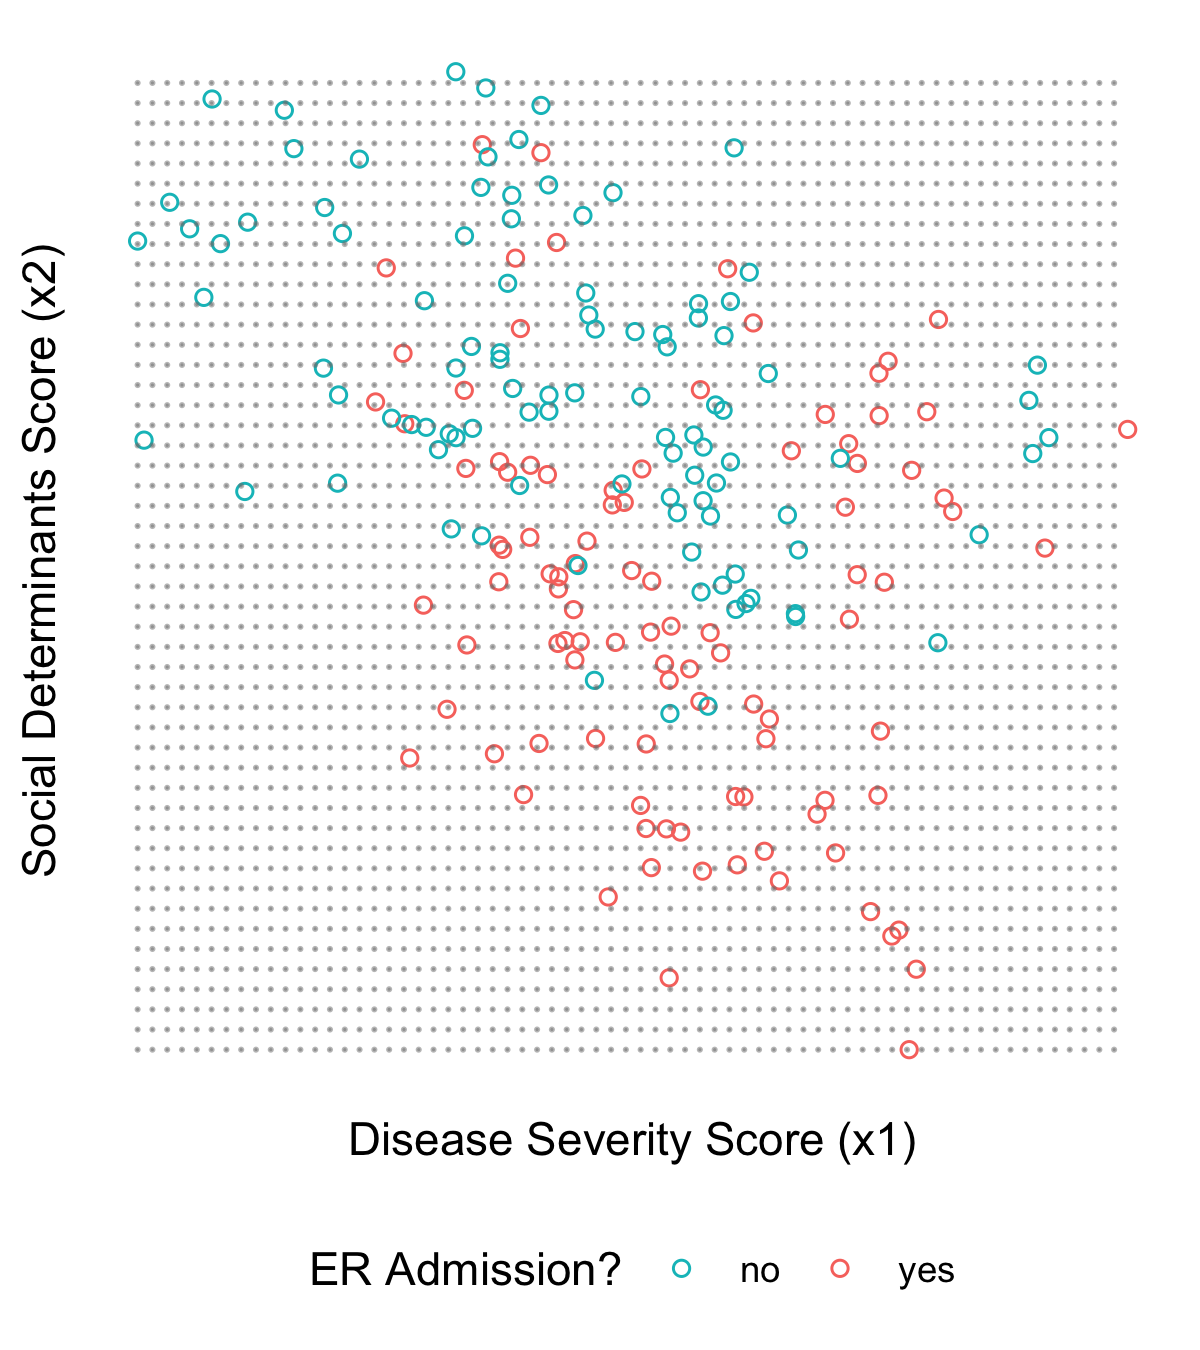 Social Determinants Score (x2)
Disease Severity Score (x1)
ER Admission? no yes